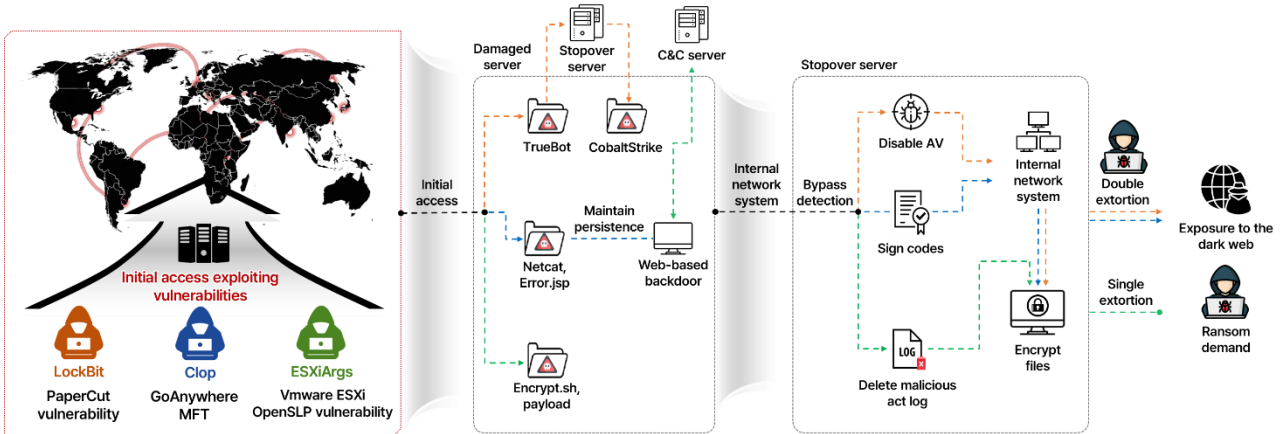 Initial access exploiting
vulnerabilities
LockBit
PaperCut
vulnerability
Clop
GoAnywhere
MFT
ESXiArgs
Vmware ESXi
OpenSLP vulnerability
Initial
access
Damaged
server
Stopover
server
C&C server
TrueBot
CobaltStrike
Maintain
persistence
Netcat,
Error.jsp
Web-based
backdoor
Encrypt.sh,
payload
Internal
network
system
Bypass
detection
Stopover server
Disable AV
Sign codes
LOG
Delete malicious
act log
Internal
network
system
Encrypt
files
Double
extortion
Exposure to the
dark web
Single
extortion
Ransom
demand